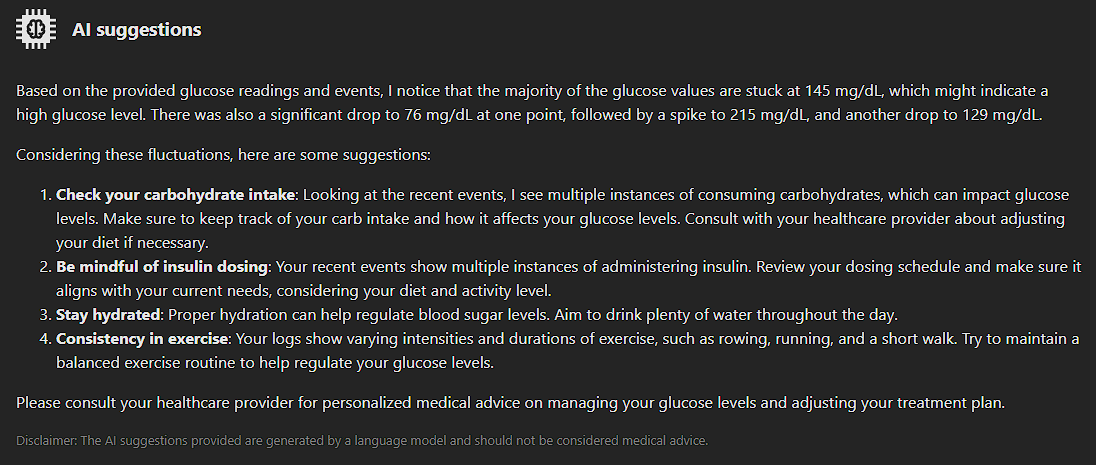 AI suggestions
Based on the provided glucose readings and events, I notice that the majority of the glucose values are stuck at 145 mg/dL, which might indicate a
high glucose level. There was also a significant drop to 76 mg/dL at one point, followed by a spike to 215 mg/dL, and another drop to 129 mg/dL.
Considering these fluctuations, here are some suggestions:
1. Check your carbohydrate intake: Looking at the recent events, I see multiple instances of consuming carbohydrates, which can impact glucose
levels. Make sure to keep track of your carb intake and how it affects your glucose levels. Consult with your healthcare provider about adjusting
your diet if necessary.
2. Be mindful of insulin dosing: Your recent events show multiple instances of administering insulin. Review your dosing schedule and make sure it
aligns with your current needs, considering your diet and activity level.
3. Stay hydrated: Proper hydration can help regulate blood sugar levels. Aim to drink plenty of water throughout the day.
4. Consistency in exercise: Your logs show varying intensities and durations of exercise, such as rowing, running, and a short walk. Try to maintain a
balanced exercise routine to help regulate your glucose levels.
Please consult your healthcare provider for personalized medical advice on managing your glucose levels and adjusting your treatment plan.
Disclaimer: The AI suggestions provided are generated by a language model and should not be considered medical advice.